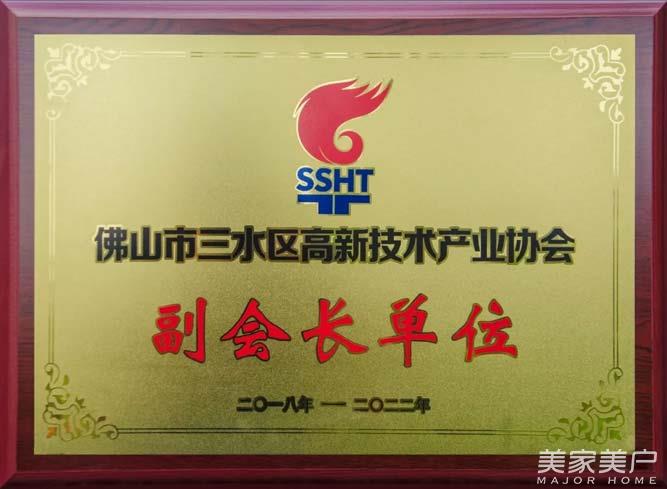 SSHT
佛山市三水区高新技术产业协会
副会长单位
二〇一八年 — 二〇二二年
美家美户
MAJOR HOME